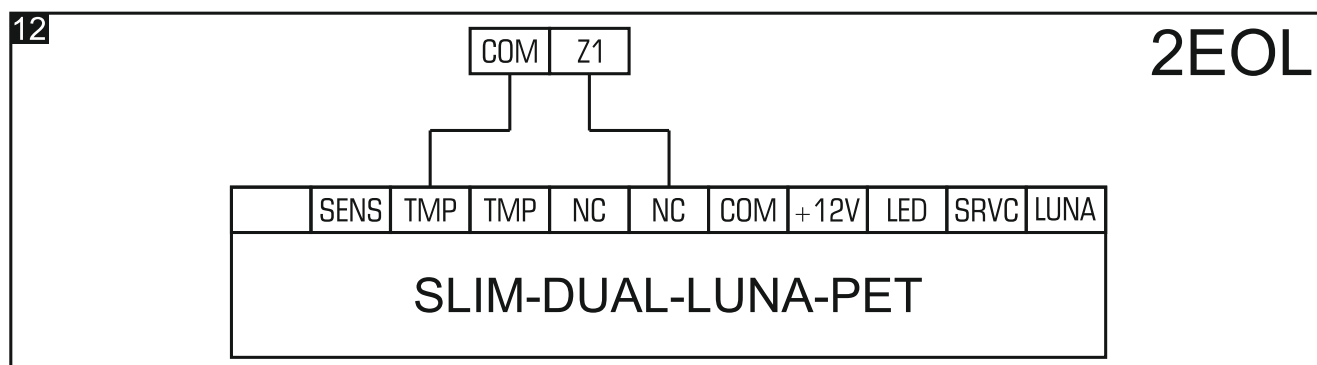 12
2EOL
COM Z1
SENS TMP TMP NC NC COM +12V LED SRVC LUNA
SLIM-DUAL-LUNA-PET